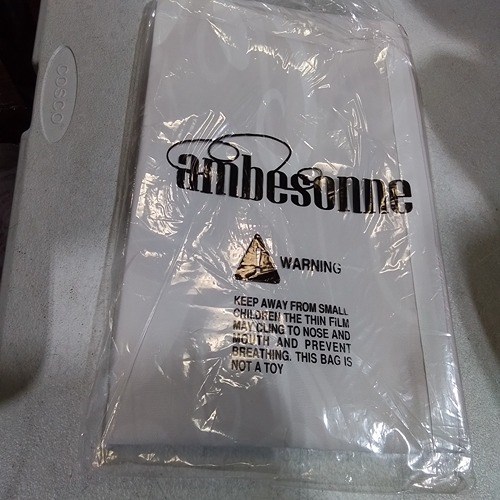 cosco
ambesonne
WARNING
KEEP AWAY FROM SMALL
CHILDREN THE THIN FILM
MAY CLING TO NOSE AND
MOUTH AND PREVENT
BREATHING. THIS BAG IS
NOT A TOY